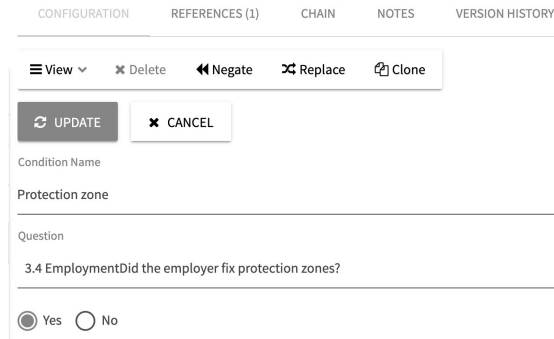 CONFIGURATION REFERENCES (1) CHAIN NOTES VERSION HISTORY
View Delete Negate Replace Clone
UPDATE CANCEL
Condition Name
Protection zone
Question
3.4 EmploymentDid the employer fix protection zones?
Yes No